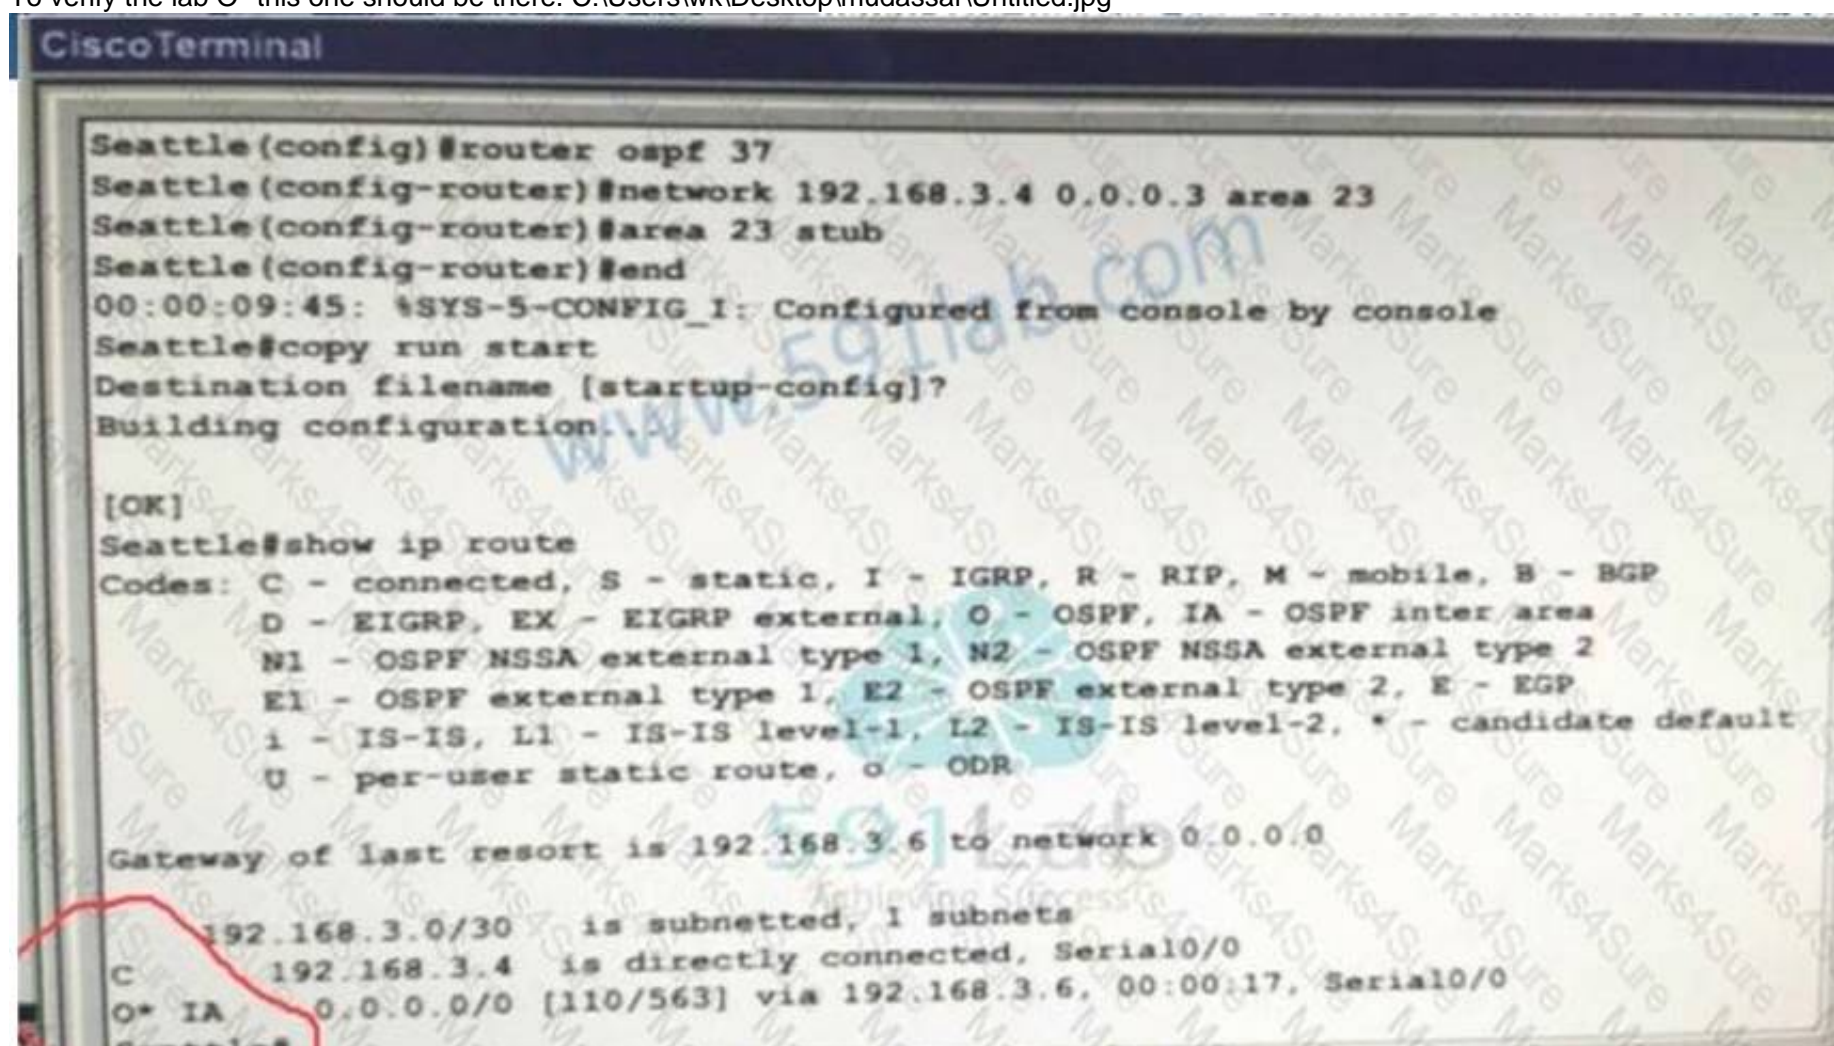 To verify the lab O* this one should be there. C:\Users\wk\Desktop\mudassar\Untitled.jpg
CiscoTerminal
Seattle(config)#router ospf 37
Seattle(config-router)#network 192.168.3.4 0.0.0.3 area 23
Seattle(config-router)#area 23 stub
Seattle(config-router)#end
00:00:09:45: %SYS-5-CONFIG_I: Configured from console by console
Seattle#copy run start
Destination filename [startup-config]?
Building configuration...
www.591lab.com
[OK]
Seattle#show ip route
Codes: C - connected, S - static, I - IGRP, R - RIP, M - mobile, B - BGP
D - EIGRP, EX - EIGRP external, O - OSPF, IA - OSPF inter area
N1 - OSPF NSSA external type 1, N2 - OSPF NSSA external type 2
E1 - OSPF external type 1, E2 - OSPF external type 2, E - EGP
i - IS-IS, L1 - IS-IS level-1, L2 - IS-IS level-2, * - candidate default
U - per-user static route, o - ODR
591Lab
Gateway of last resort is 192.168.3.6 to network 0.0.0.0
Achieving Success
192.168.3.0/30 is subnetted, 1 subnets
C 192.168.3.4 is directly connected, Serial0/0
O* IA 0.0.0.0/0 [110/563] via 192.168.3.6, 00:00:17, Serial0/0
Marks4Sure